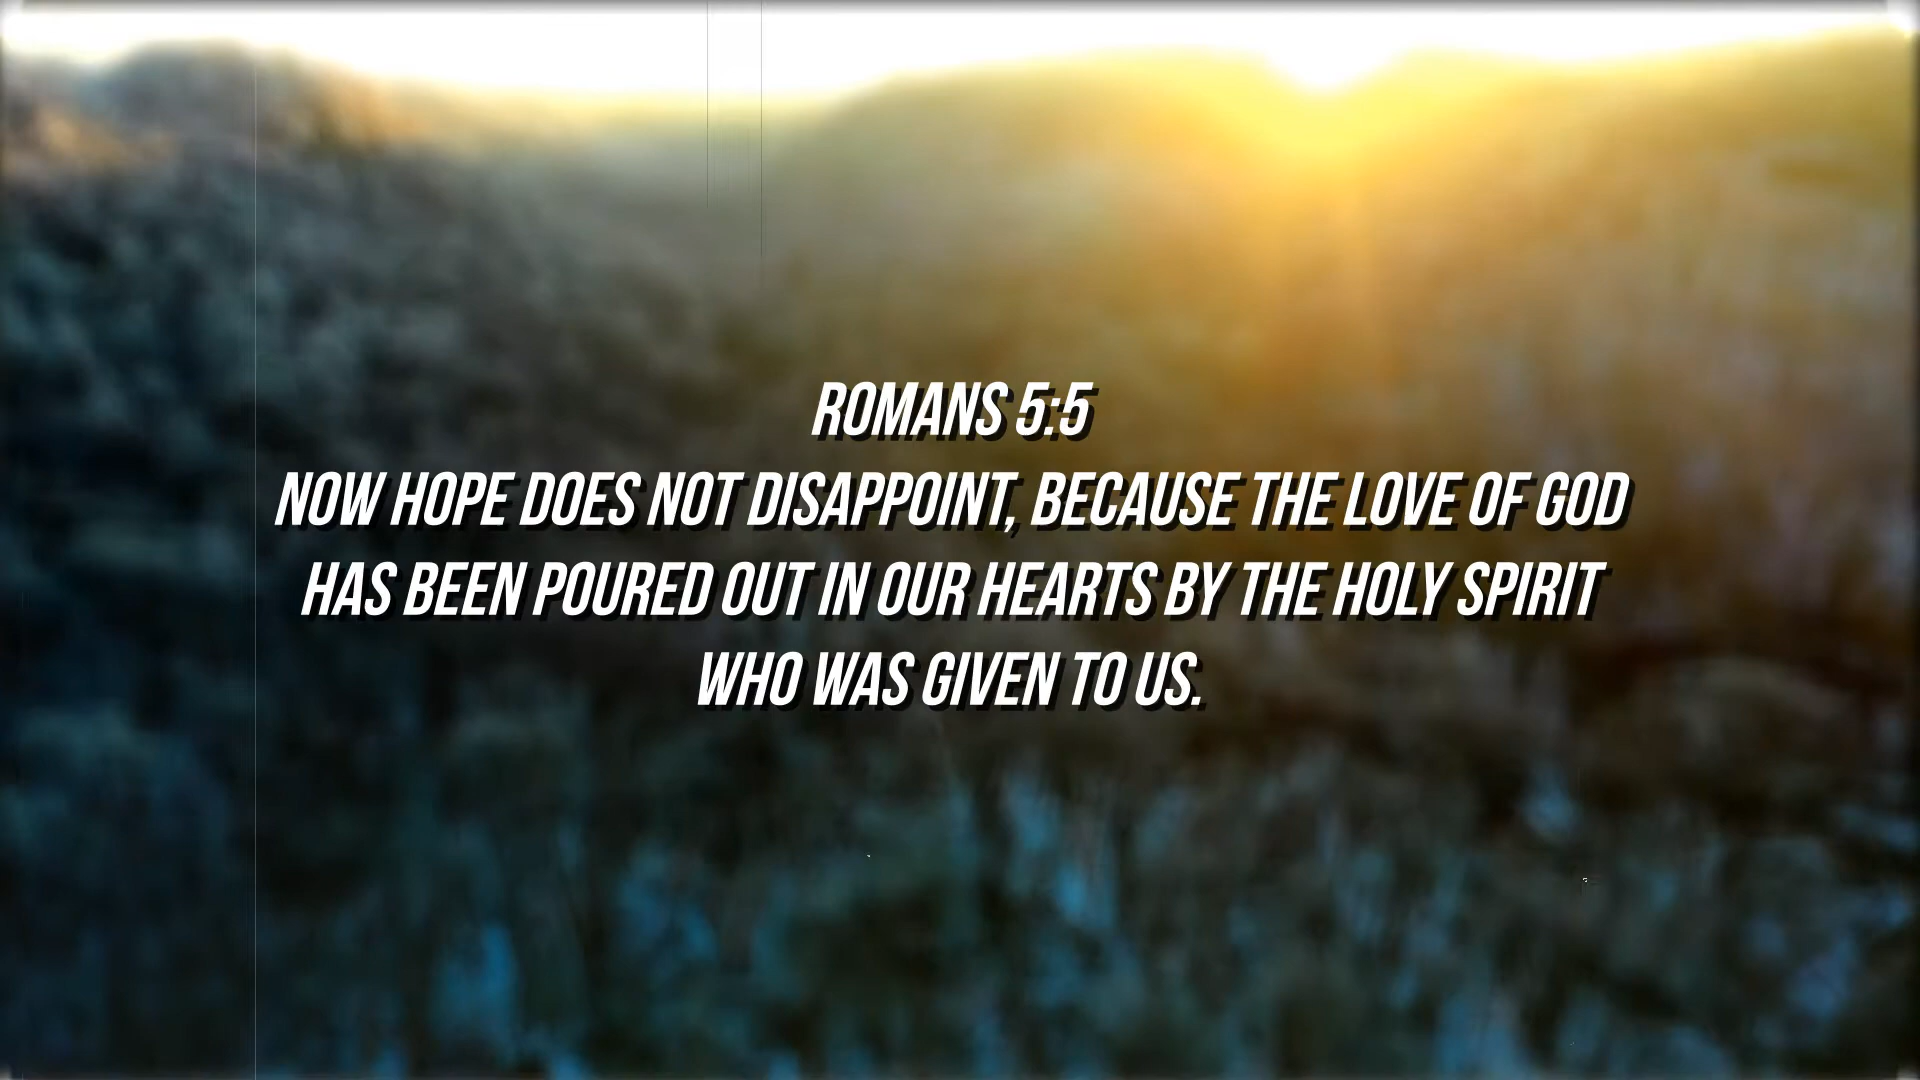 ROMANS 5:5
NOW HOPE DOES NOT DISAPPOINT, BECAUSE THE LOVE OF GOD
HAS BEEN POURED OUT IN OUR HEARTS BY THE HOLY SPIRIT
WHO WAS GIVEN TO US.